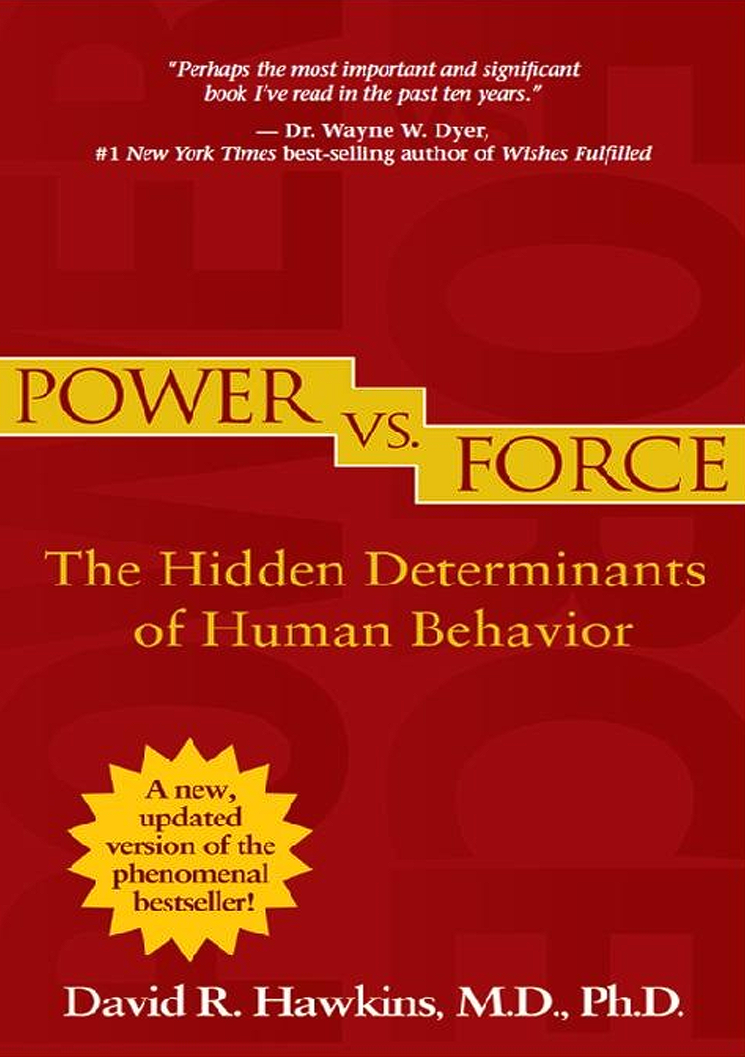 "Perhaps the most important and significant
book I've read in the past ten years."
— Dr. Wayne W. Dyer,
#1 New York Times best-selling author of Wishes Fulfilled
POWER
VS.
FORCE
The Hidden Determinants
of Human Behavior
A new,
updated
version of the
phenomenal
bestseller!
David R. Hawkins, M.D., Ph.D.